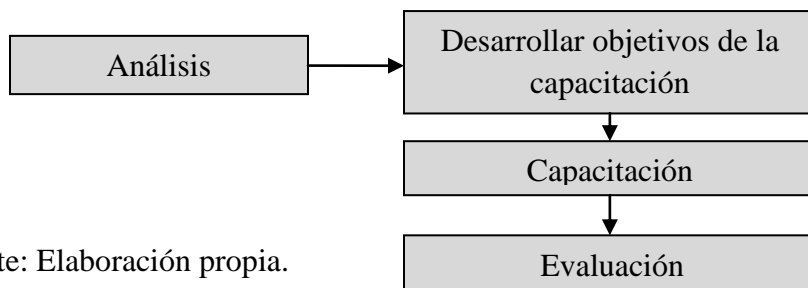 Análisis
Desarrollar objetivos de la
capacitación
Capacitación
te: Elaboración propia.
Evaluación